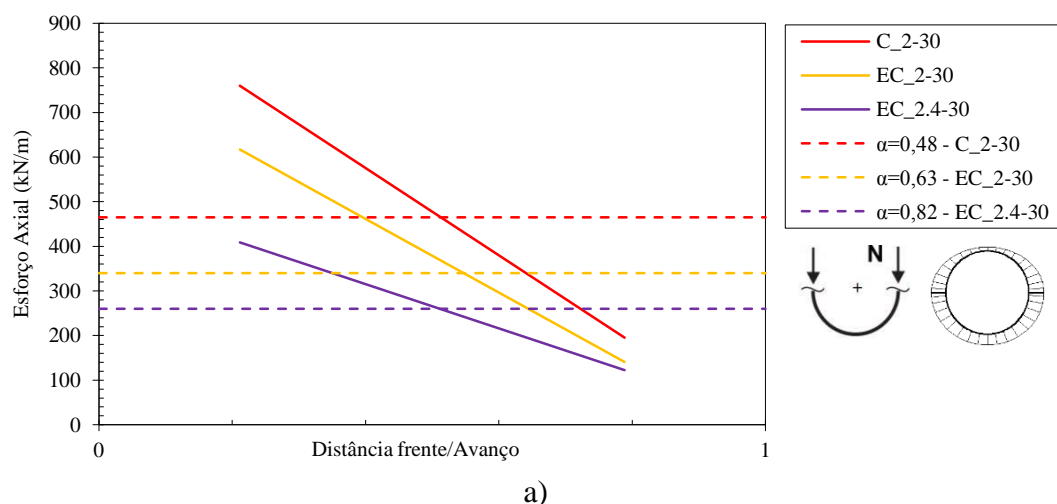 900
800
700
600
500
400
300
200
100
0
Esforço Axial (kN/m)
0
1
Distância frente/Avanço
C_2-30
EC_2-30
EC_2.4-30
α=0,48 - C_2-30
α=0,63 - EC_2-30
α=0,82 - EC_2.4-30
N
+
a)